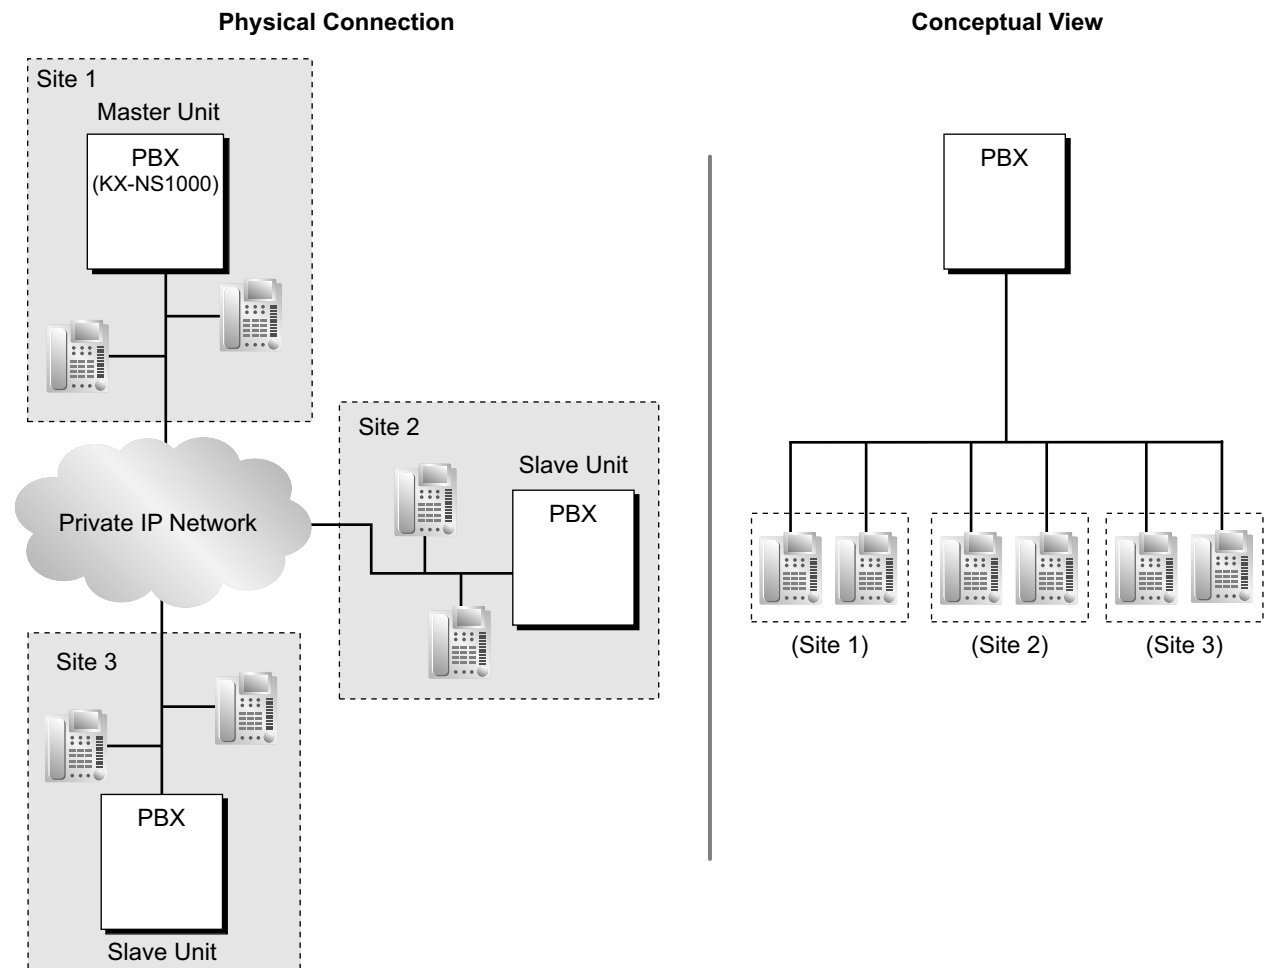 Physical Connection
Site 1
Master Unit
PBX
(KX-NS1000)
Site 2
Slave Unit
PBX
Private IP Network
Site 3
PBX
Slave Unit
Conceptual View
PBX
(Site 1)
(Site 2)
(Site 3)